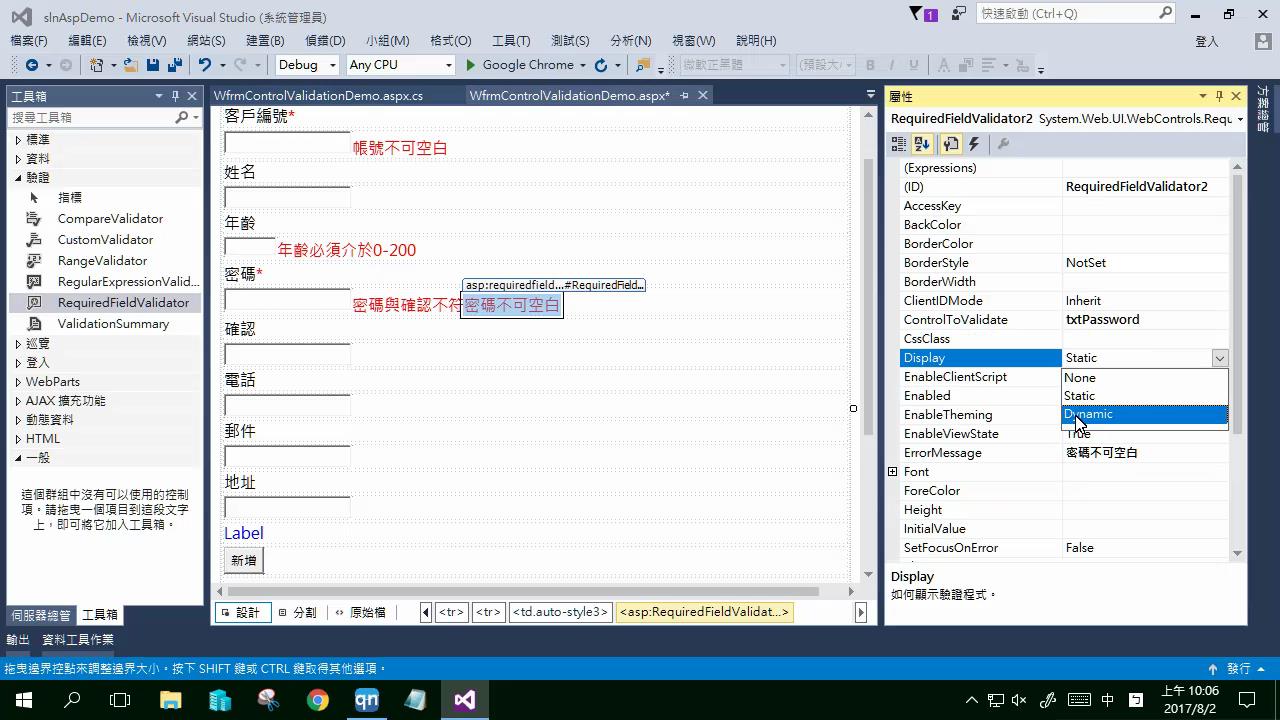 slnAspDemo - Microsoft Visual Studio (系統管理員)
1
快速啟動 (Ctrl+Q)
檔案(F) 編輯(E) 檢視(V) 網站(S) 建置(B) 偵錯(D) 小組(M) 格式(O) 工具(T) 測試(S) 分析(N) 視窗(W) 說明(H)
登入
Debug
Any CPU
Google Chrome
微軟正黑體
(預設大小
B I U
工具箱
搜尋工具箱
標準
資料
驗證
指標
CompareValidator
CustomValidator
RangeValidator
RegularExpressionValid...
RequiredFieldValidator
ValidationSummary
巡覽
登入
WebParts
AJAX 擴充功能
動態資料
HTML
一般
這個群組中沒有可以使用的控制
項。請拖曳一個項目到這段文字
上，即可將它加入工具箱。
伺服器總管
工具箱
WfrmControlValidationDemo.aspx.cs
WfrmControlValidationDemo.aspx*
客戶編號*
帳號不可空白
姓名
年齡
年齡必須介於0-200
密碼*
asp:requiredfield...#RequiredField...
密碼與確認不符密碼不可空白
確認
電話
郵件
地址
Label
新增
設計
分割
原始檔
<tr>
<tr>
<td.auto-style3>
<asp:RequiredFieldValidat...>
屬性
RequiredFieldValidator2 System.Web.UI.WebControls.Requ
(Expressions)
(ID) RequiredFieldValidator2
AccessKey
BackColor
BorderColor
BorderStyle NotSet
BorderWidth
ClientIDMode Inherit
ControlToValidate txtPassword
CssClass
Display Static
EnableClientScript None
Enabled Static
EnableTheming Dynamic
EnableViewState True
ErrorMessage 密碼不可空白
Font
ForeColor
Height
InitialValue
SetFocusOnError False
Display
如何顯示驗證程式。
方案總管
輸出
資料工具作業
拖曳邊界控點來調整邊界大小。按下 SHIFT 鍵或 CTRL 鍵取得其他選項。
發行
qn
中
上午 10:06
2017/8/2